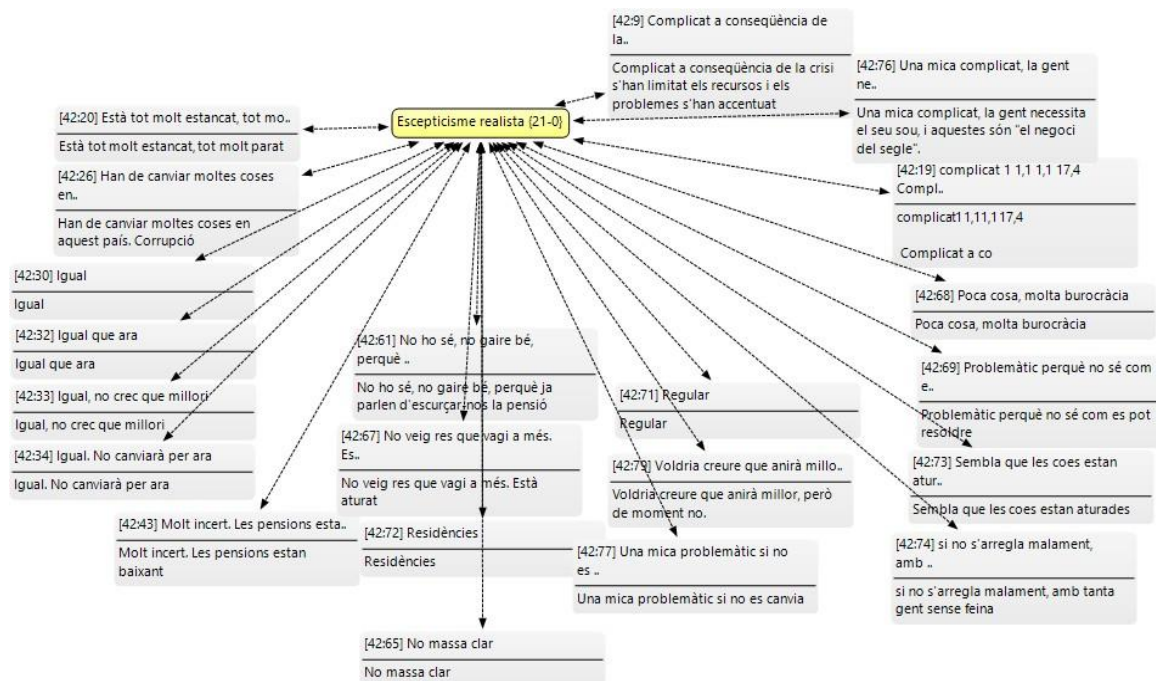 [42:9] Complicat a conseqüència de
la..
Complicat a conseqüència de la crisi
s'han limitat els recursos i els
problemes s'han accentuat
[42:76] Una mica complicat, la gent
ne..
Una mica complicat, la gent necessita
el seu sou, i aquestes són "el negoci
del segle".
Escepticisme realista {21-0}
[42:20] Està tot molt estancat, tot mo..
Està tot molt estancat, tot molt parat
[42:26] Han de canviar moltes coses
en..
Han de canviar moltes coses en
aquest país. Corrupció
[42:19] complicat 1 1,1 1,1 17,4
Compl..
complicat11,11,117,4
Complicat a co
[42:30] Igual
Igual
[42:32] Igual que ara
Igual que ara
[42:33] Igual, no crec que millori
Igual, no crec que millori
[42:34] Igual. No canviarà per ara
Igual. No canviarà per ara
[42:43] Molt incert. Les pensions esta..
Molt incert. Les pensions estan
baixant
[42:61] No ho sé, no gaire bé,
perquè ..
No ho sé, no gaire bé, perquè ja
parlen d'escurçar-nos la pensió
[42:67] No veig res que vagi a més.
Es..
No veig res que vagi a més. Està
aturat
[42:72] Residències
Residències
[42:65] No massa clar
No massa clar
[42:71] Regular
Regular
[42:79] Voldria creure que anirà millo..
Voldria creure que anirà millor, però
de moment no.
[42:77] Una mica problemàtic si no
es ..
Una mica problemàtic si no es canvia
[42:68] Poca cosa, molta burocràcia
Poca cosa, molta burocràcia
[42:69] Problemàtic perquè no sé com
e..
Problemàtic perquè no sé com es pot
resoldre
[42:73] Sembla que les coes estan
atur..
Sembla que les coes estan aturades
[42:74] si no s'arregla malament,
amb ..
si no s'arregla malament, amb tanta
gent sense feina